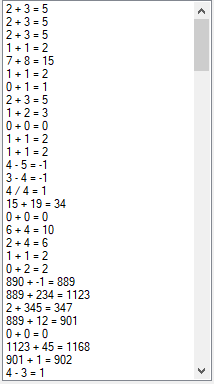 2 + 3 = 5
2 + 3 = 5
2 + 3 = 5
1 + 1 = 2
7 + 8 = 15
1 + 1 = 2
0 + 1 = 1
2 + 3 = 5
1 + 2 = 3
0 + 0 = 0
1 + 1 = 2
1 + 1 = 2
4 - 5 = -1
3 - 4 = -1
4 / 4 = 1
15 + 19 = 34
0 + 0 = 0
6 + 4 = 10
2 + 4 = 6
1 + 1 = 2
0 + 2 = 2
890 + -1 = 889
889 + 234 = 1123
2 + 345 = 347
889 + 12 = 901
0 + 0 = 0
1123 + 45 = 1168
901 + 1 = 902
4 - 3 = 1